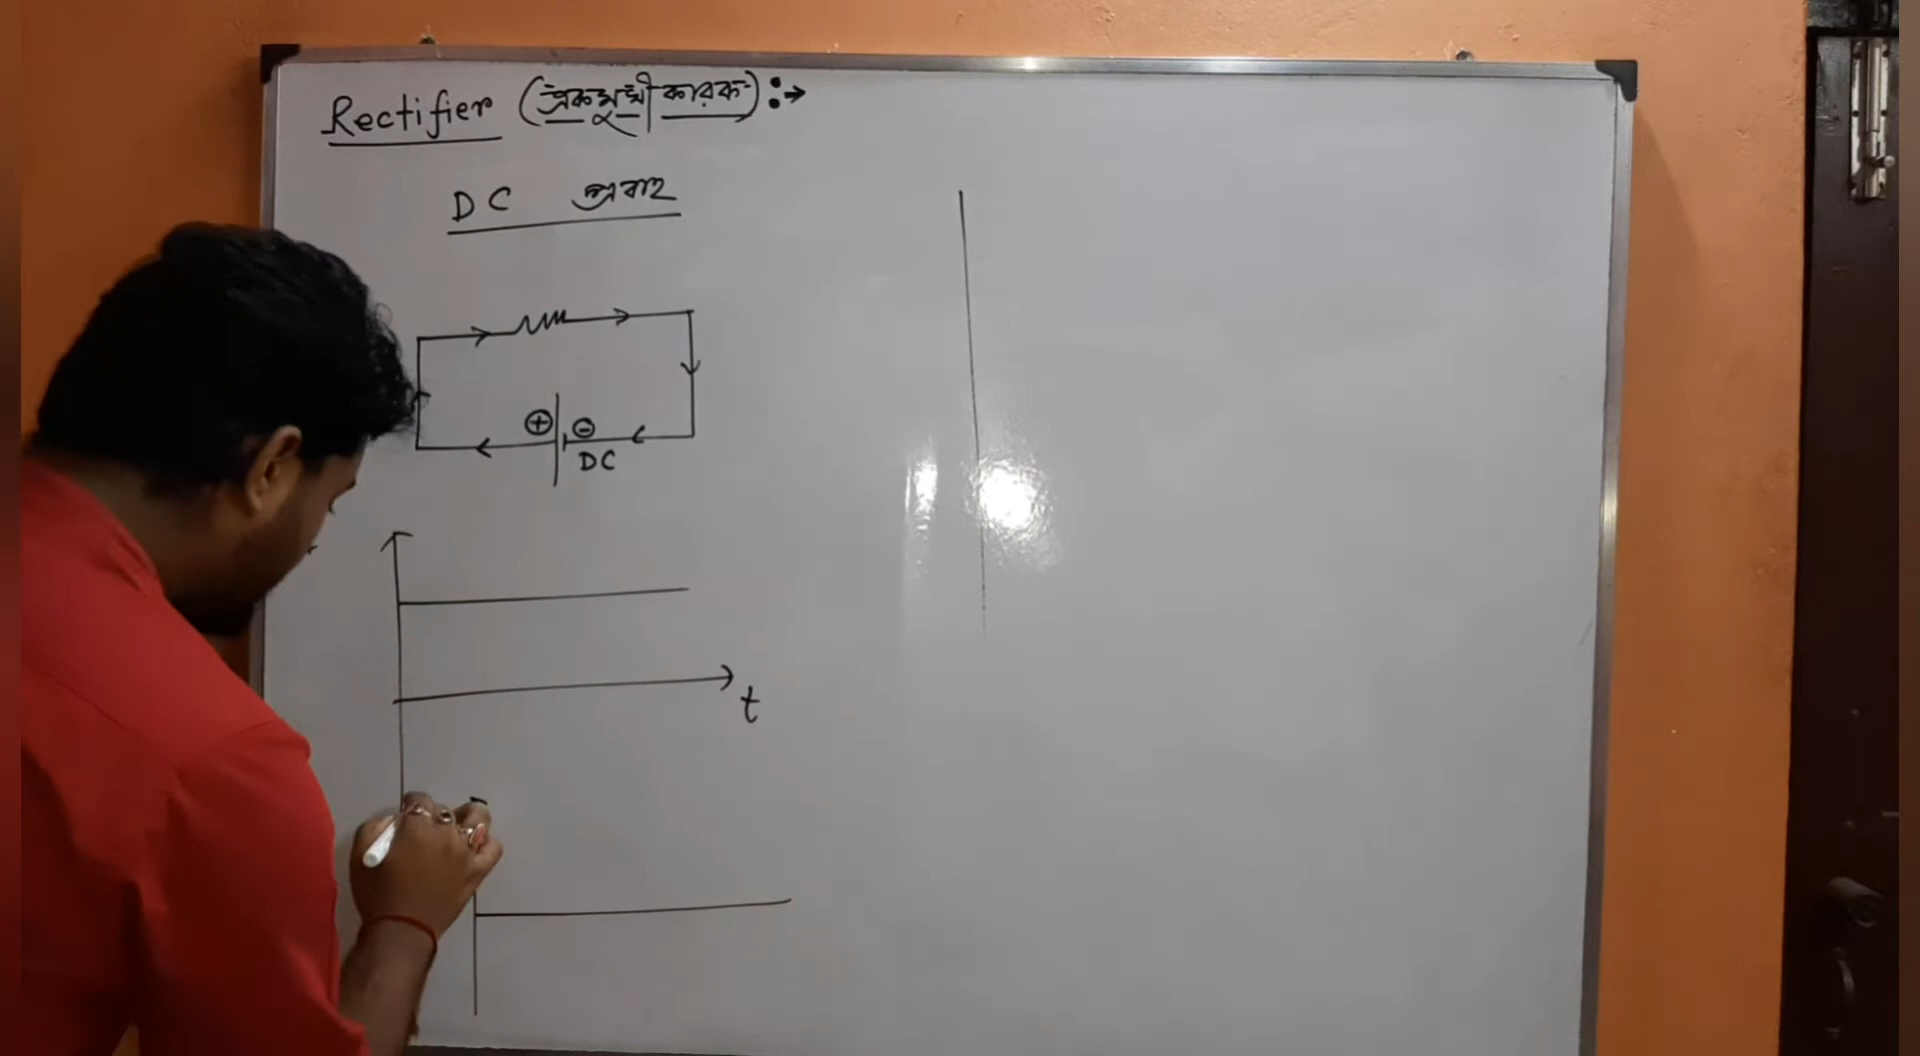 Rectifier (একমুখীকারক):→
DC প্রবাহ
+ -
DC
t